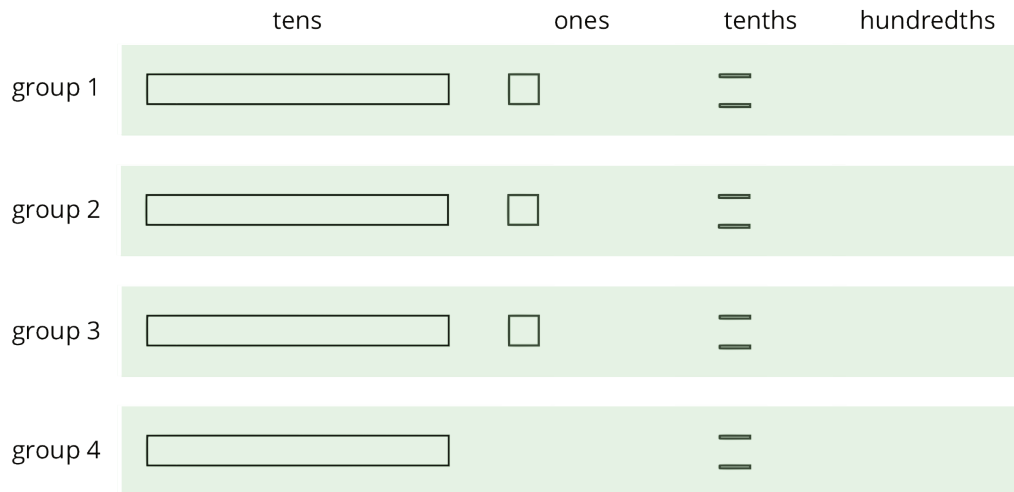 tens ones tenths hundredths
group 1
group 2
group 3
group 4